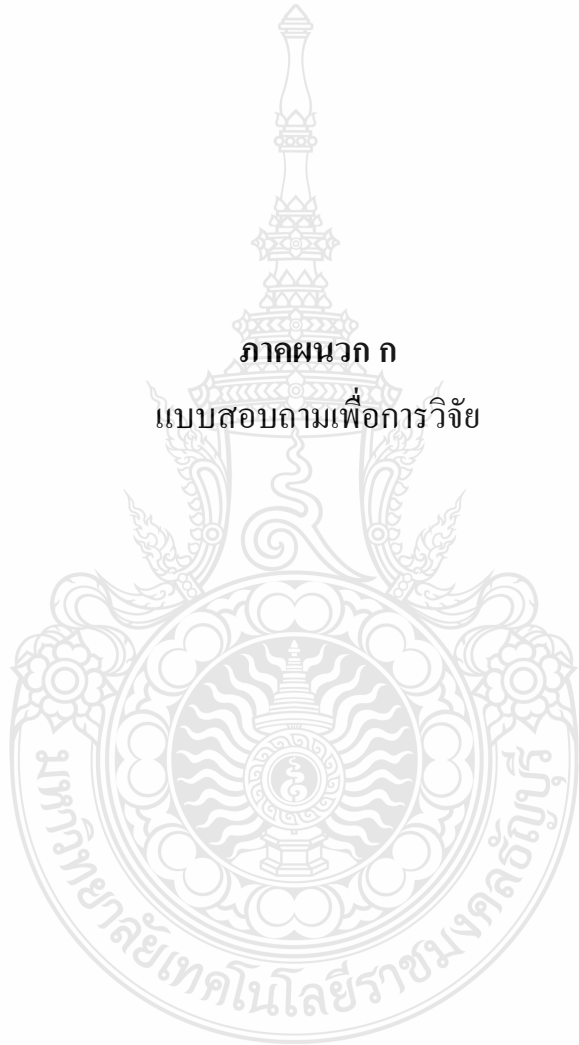 ภาคผนวก ก
แบบสอบถามเพื่อการวิจัย
มหาวิทยาลัยเทคโนโลยีราชมงคลธัญบุรี